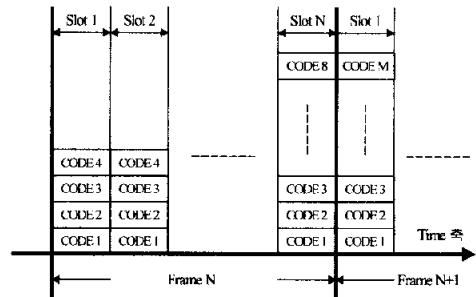 Slot 1 Slot 2 Slot N Slot 1
CODE 8 CODE M
CODE 4 CODE 4
CODE 3 CODE 3 CODE 3 CODE 3
CODE 2 CODE 2 CODE 2 CODE 2
CODE 1 CODE 1 CODE 1 CODE 1
Time 축
Frame N Frame N+1